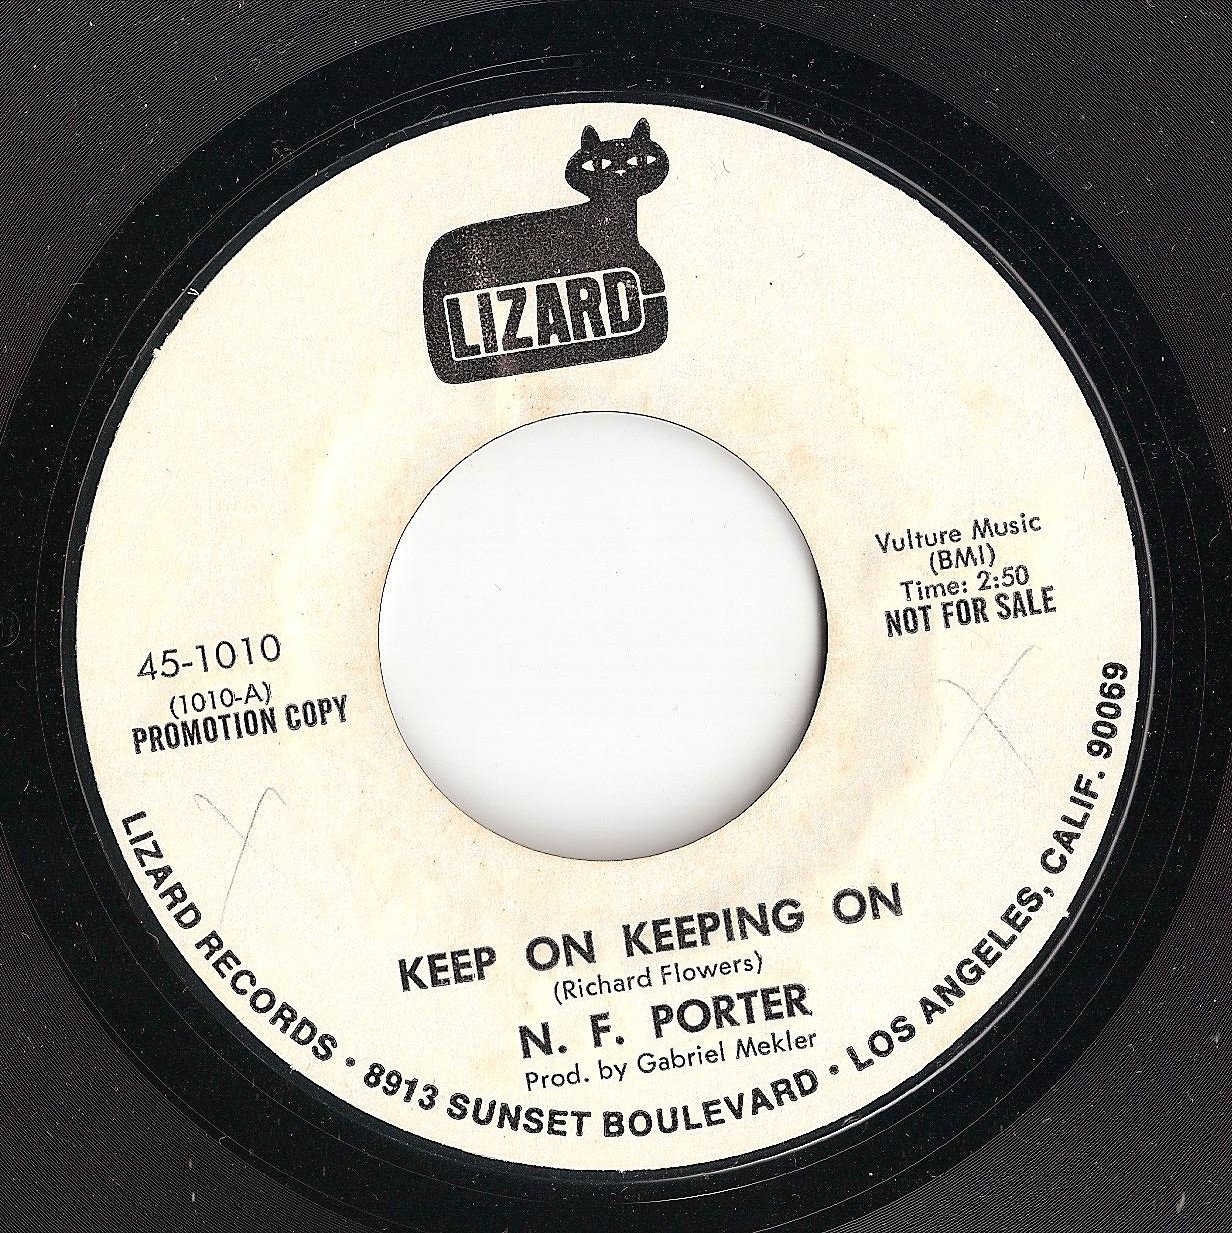 LIZARD
Vulture Music
(BMI)
Time: 2:50
NOT FOR SALE
45-1010
(1010-A)
PROMOTION COPY
KEEP ON KEEPING ON
(Richard Flowers)
N. F. PORTER
Prod. by Gabriel Mekler
LIZARD RECORDS • 8913 SUNSET BOULEVARD • LOS ANGELES, CALIF. 90069